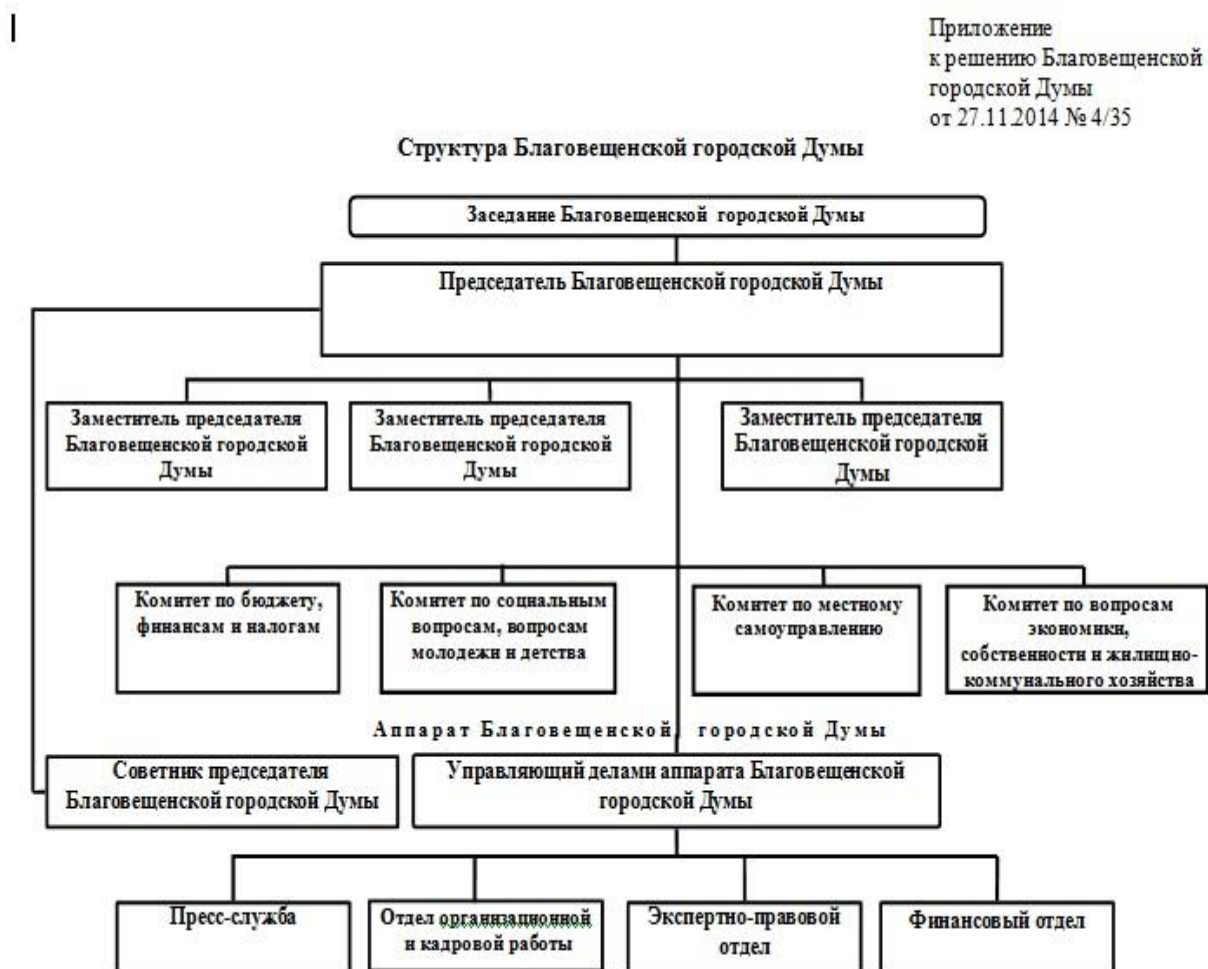 Приложение
к решению Благовещенской
городской Думы
от 27.11.2014 № 4/35
Структура Благовещенской городской Думы
Заседание Благовещенской городской Думы
Председатель Благовещенской городской Думы
Заместитель председателя
Благовещенской городской
Думы
Заместитель председателя
Благовещенской городской
Думы
Заместитель председателя
Благовещенской городской
Думы
Комитет по бюджету,
финансам и налогам
Комитет по социальным
вопросам, вопросам
молодежи и детства
Комитет по местному
самоуправлению
Комитет по вопросам
экономики,
собственности и жилищно-
коммунального хозяйства
Аппарат Благовещенской городской Думы
Советник председателя
Благовещенской городской Думы
Управляющий делами аппарата Благовещенской
городской Думы
Пресс-служба
Отдел организационной
и кадровой работы
Экспертно-правовой
отдел
Финансовый отдел